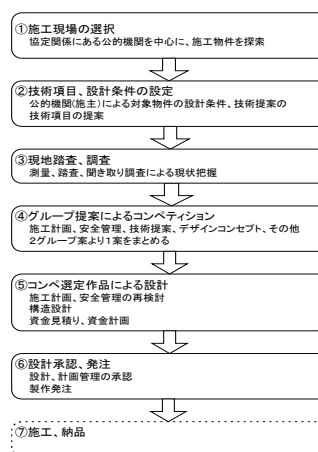 ①施工現場の選択
協定関係にある公的機関を中心に、施工物件を探索
②技術項目、設計条件の設定
公的機関(施主)による対象物件の設計条件、技術提案の
技術項目の提案
③現地踏査、調査
測量、踏査、聞き取り調査による現状把握
④グループ提案によるコンペティション
施工計画、安全管理、技術提案、デザインコンセプト、その他
２グループ案より１案をまとめる
⑤コンペ選定作品による設計
施工計画、安全管理の再検討
構造設計
資金見積り、資金計画
⑥設計承認、発注
設計、計画管理の承認
製作発注
⑦施工、納品